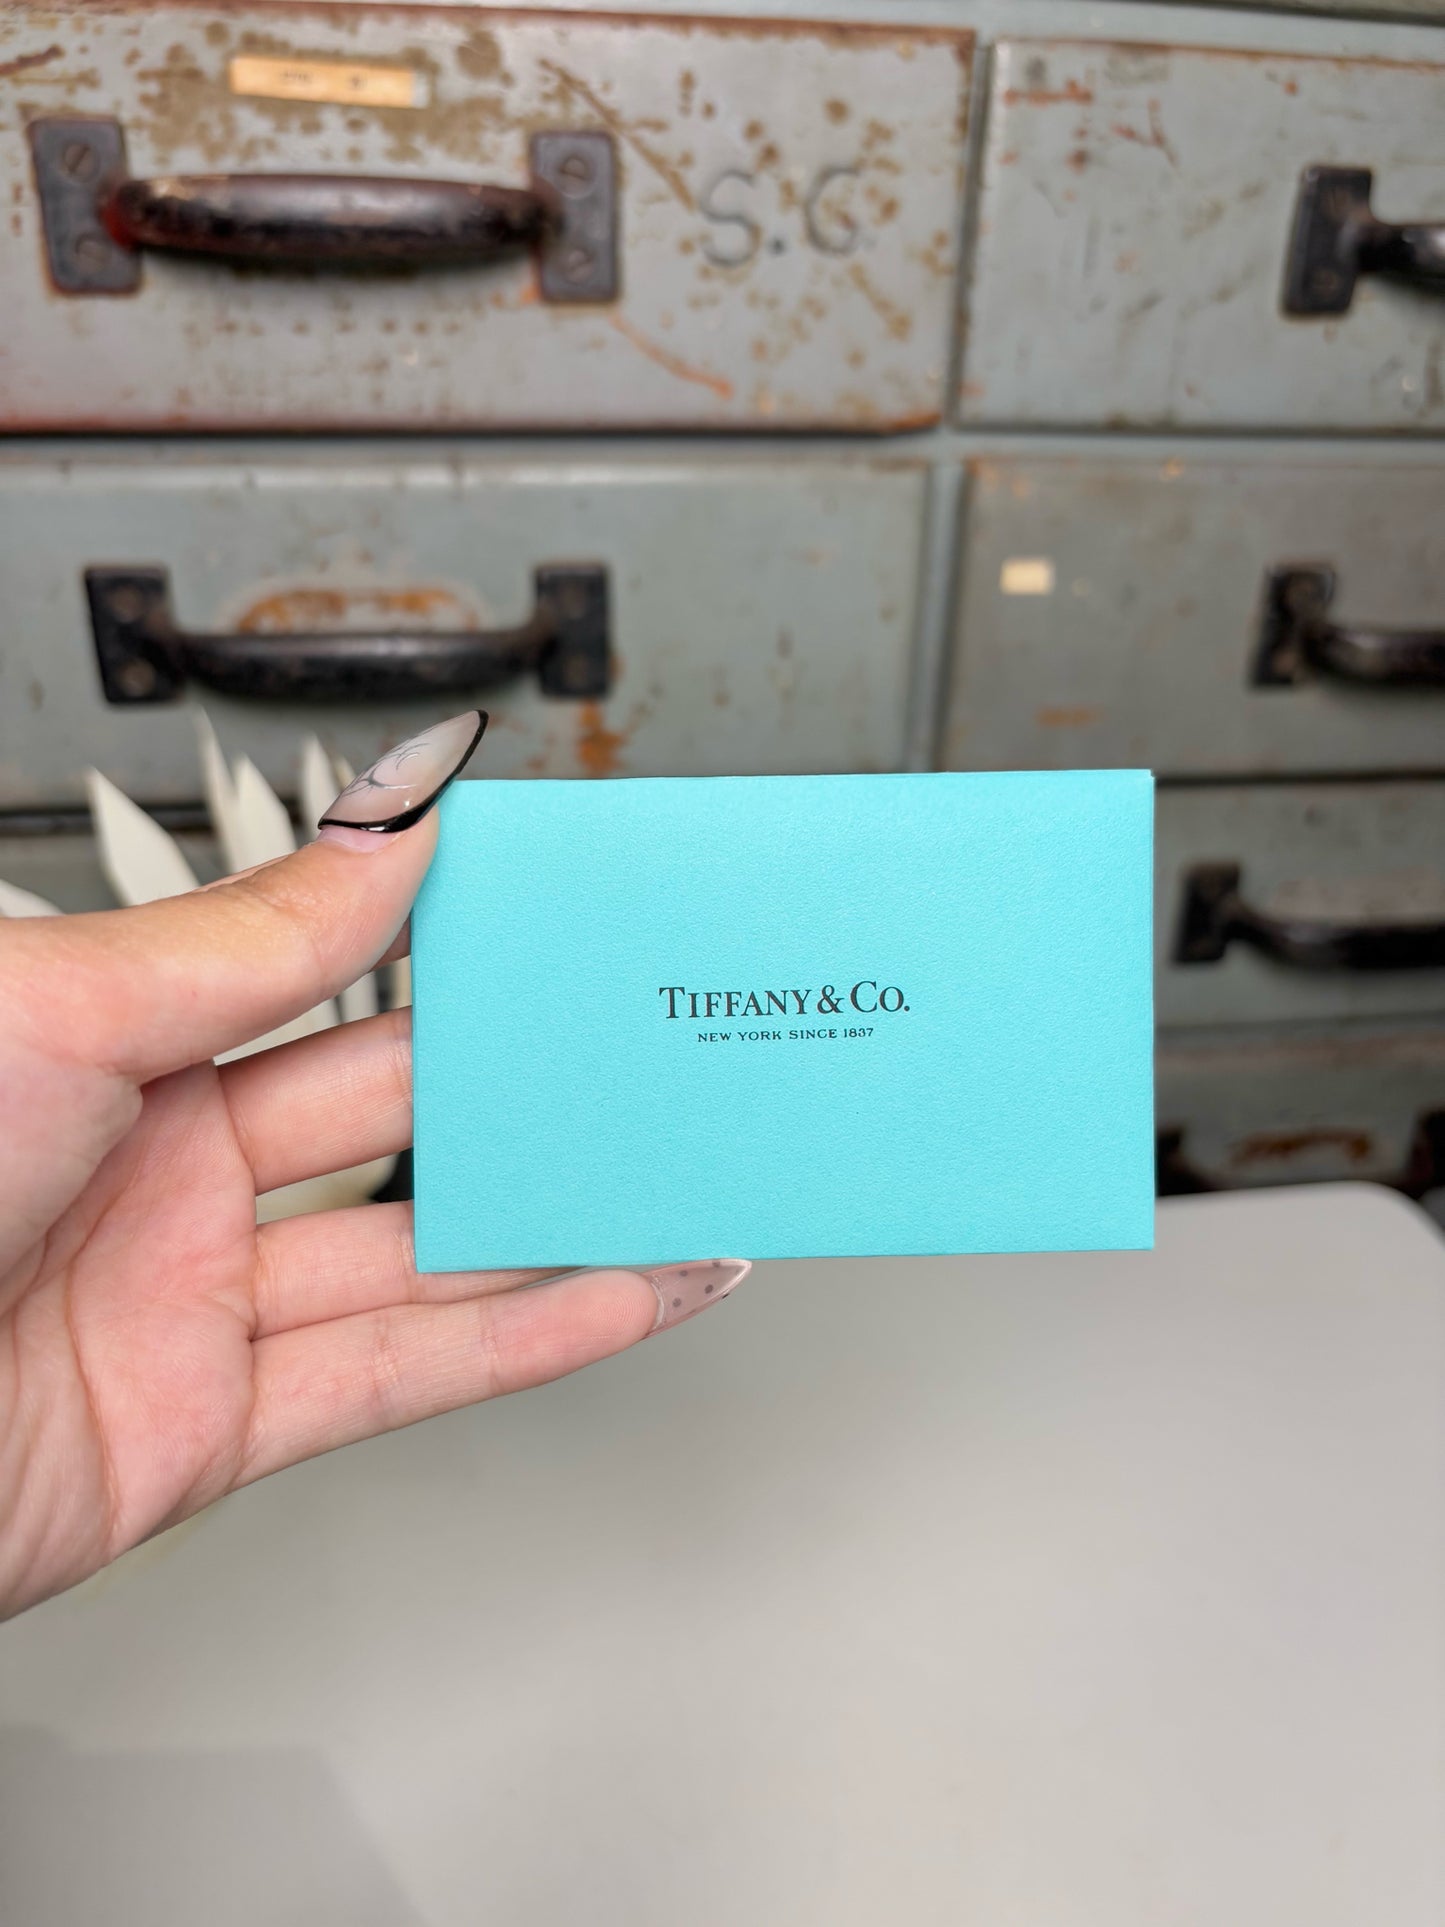 S.G
TIFFANY & CO.
NEW YORK SINCE 1837